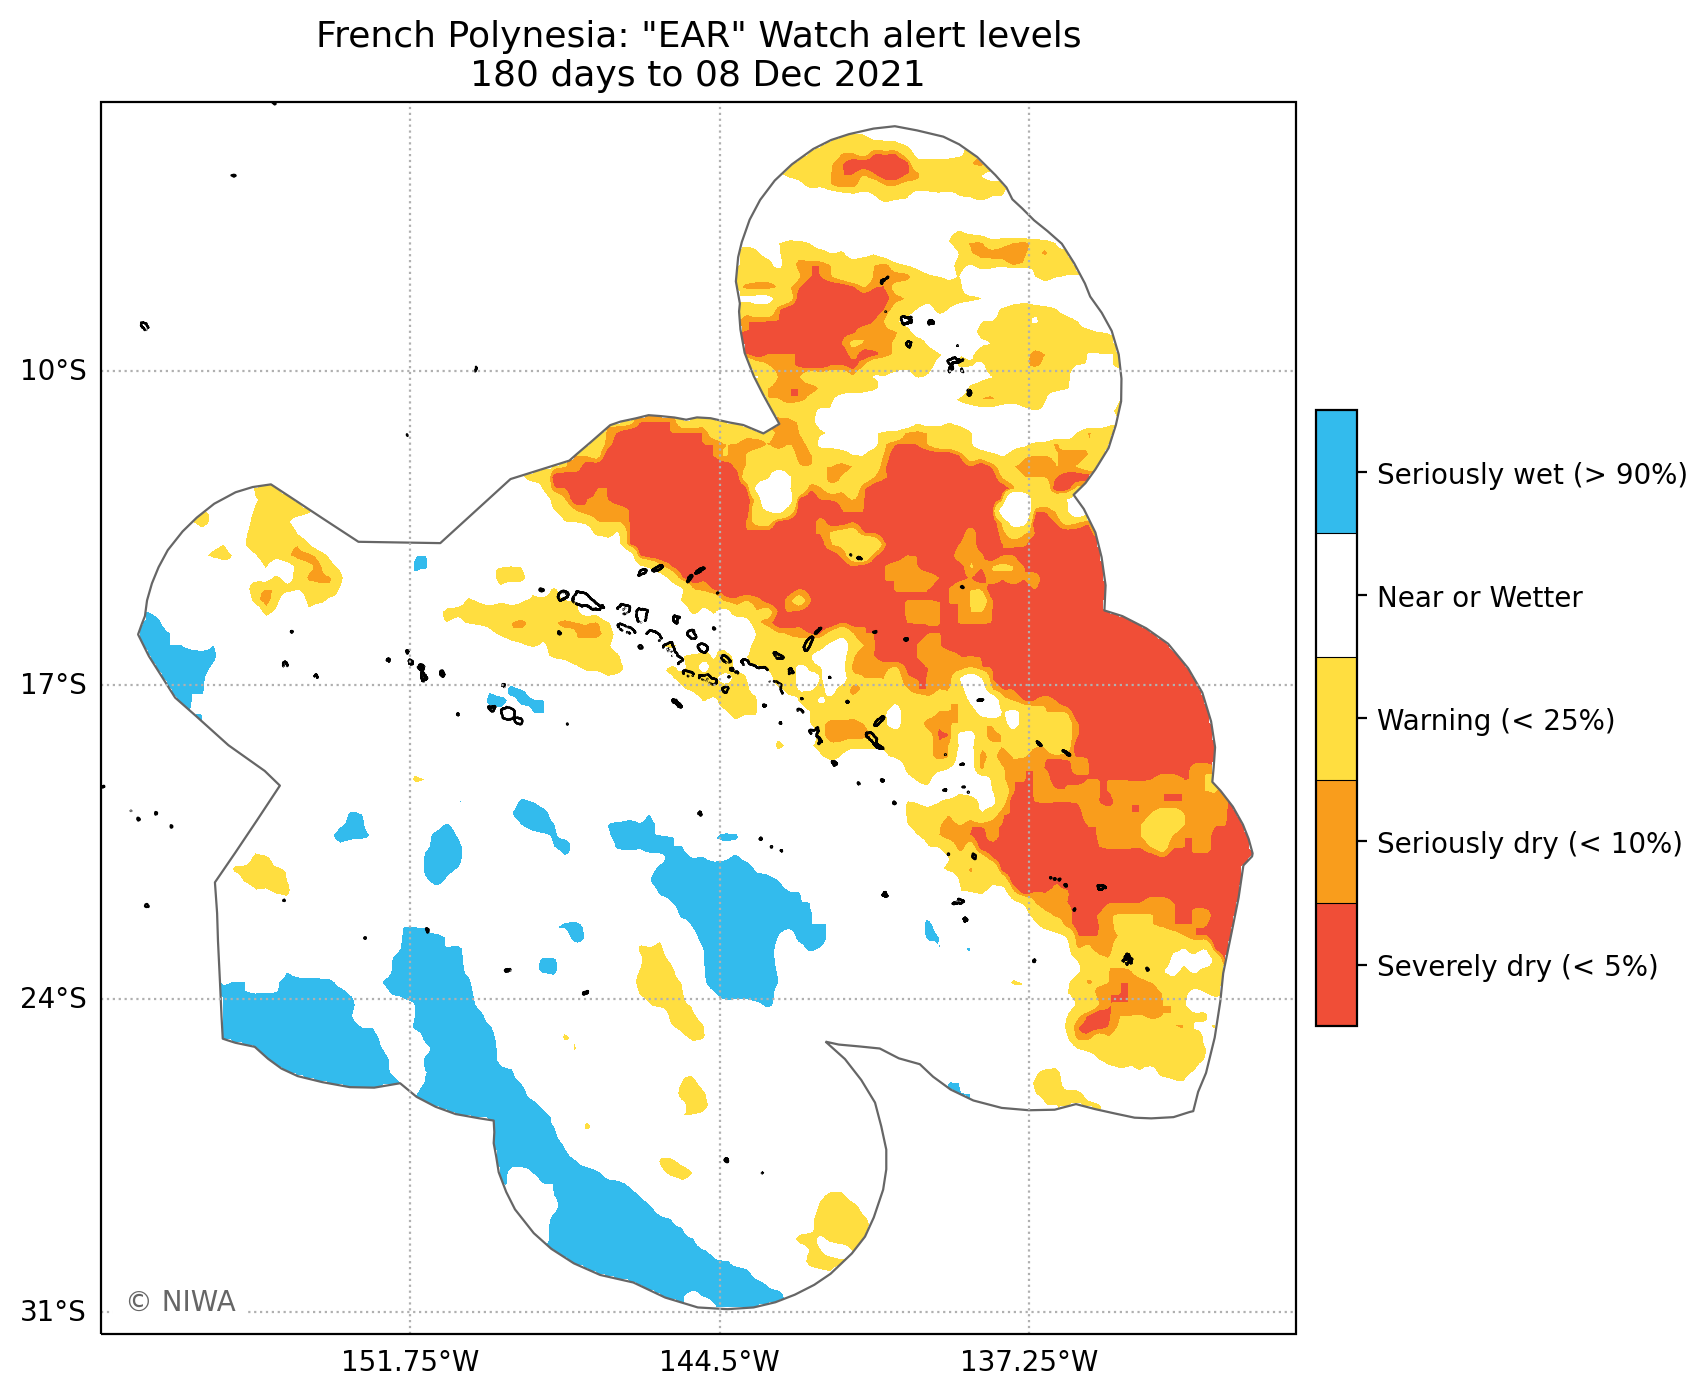 French Polynesia: "EAR" Watch alert levels
180 days to 08 Dec 2021
10°S
17°S
24°S
31°S
151.75°W
144.5°W
137.25°W
Seriously wet (> 90%)
Near or Wetter
Warning (< 25%)
Seriously dry (< 10%)
Severely dry (< 5%)
© NIWA